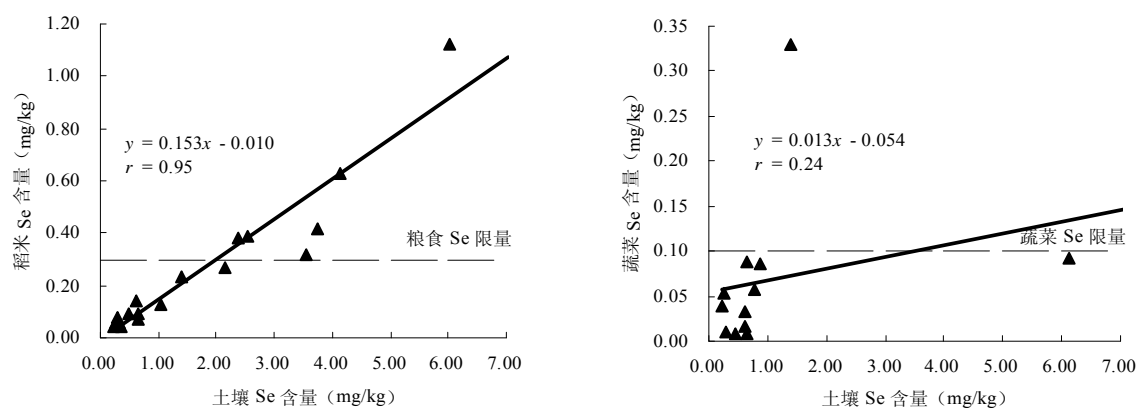 1.20
1.00
0.80
0.60
0.40
0.20
0.00
稻米 Se 含量（mg/kg）
y = 0.153x - 0.010
r = 0.95
粮食 Se 限量
0.00 1.00 2.00 3.00 4.00 5.00 6.00 7.00
土壤 Se 含量（mg/kg）
0.35
0.30
0.25
0.20
0.15
0.10
0.05
0.00
蔬菜 Se 含量（mg/kg）
y = 0.013x - 0.054
r = 0.24
蔬菜 Se 限量
0.00 1.00 2.00 3.00 4.00 5.00 6.00 7.00
土壤 Se 含量（mg/kg）